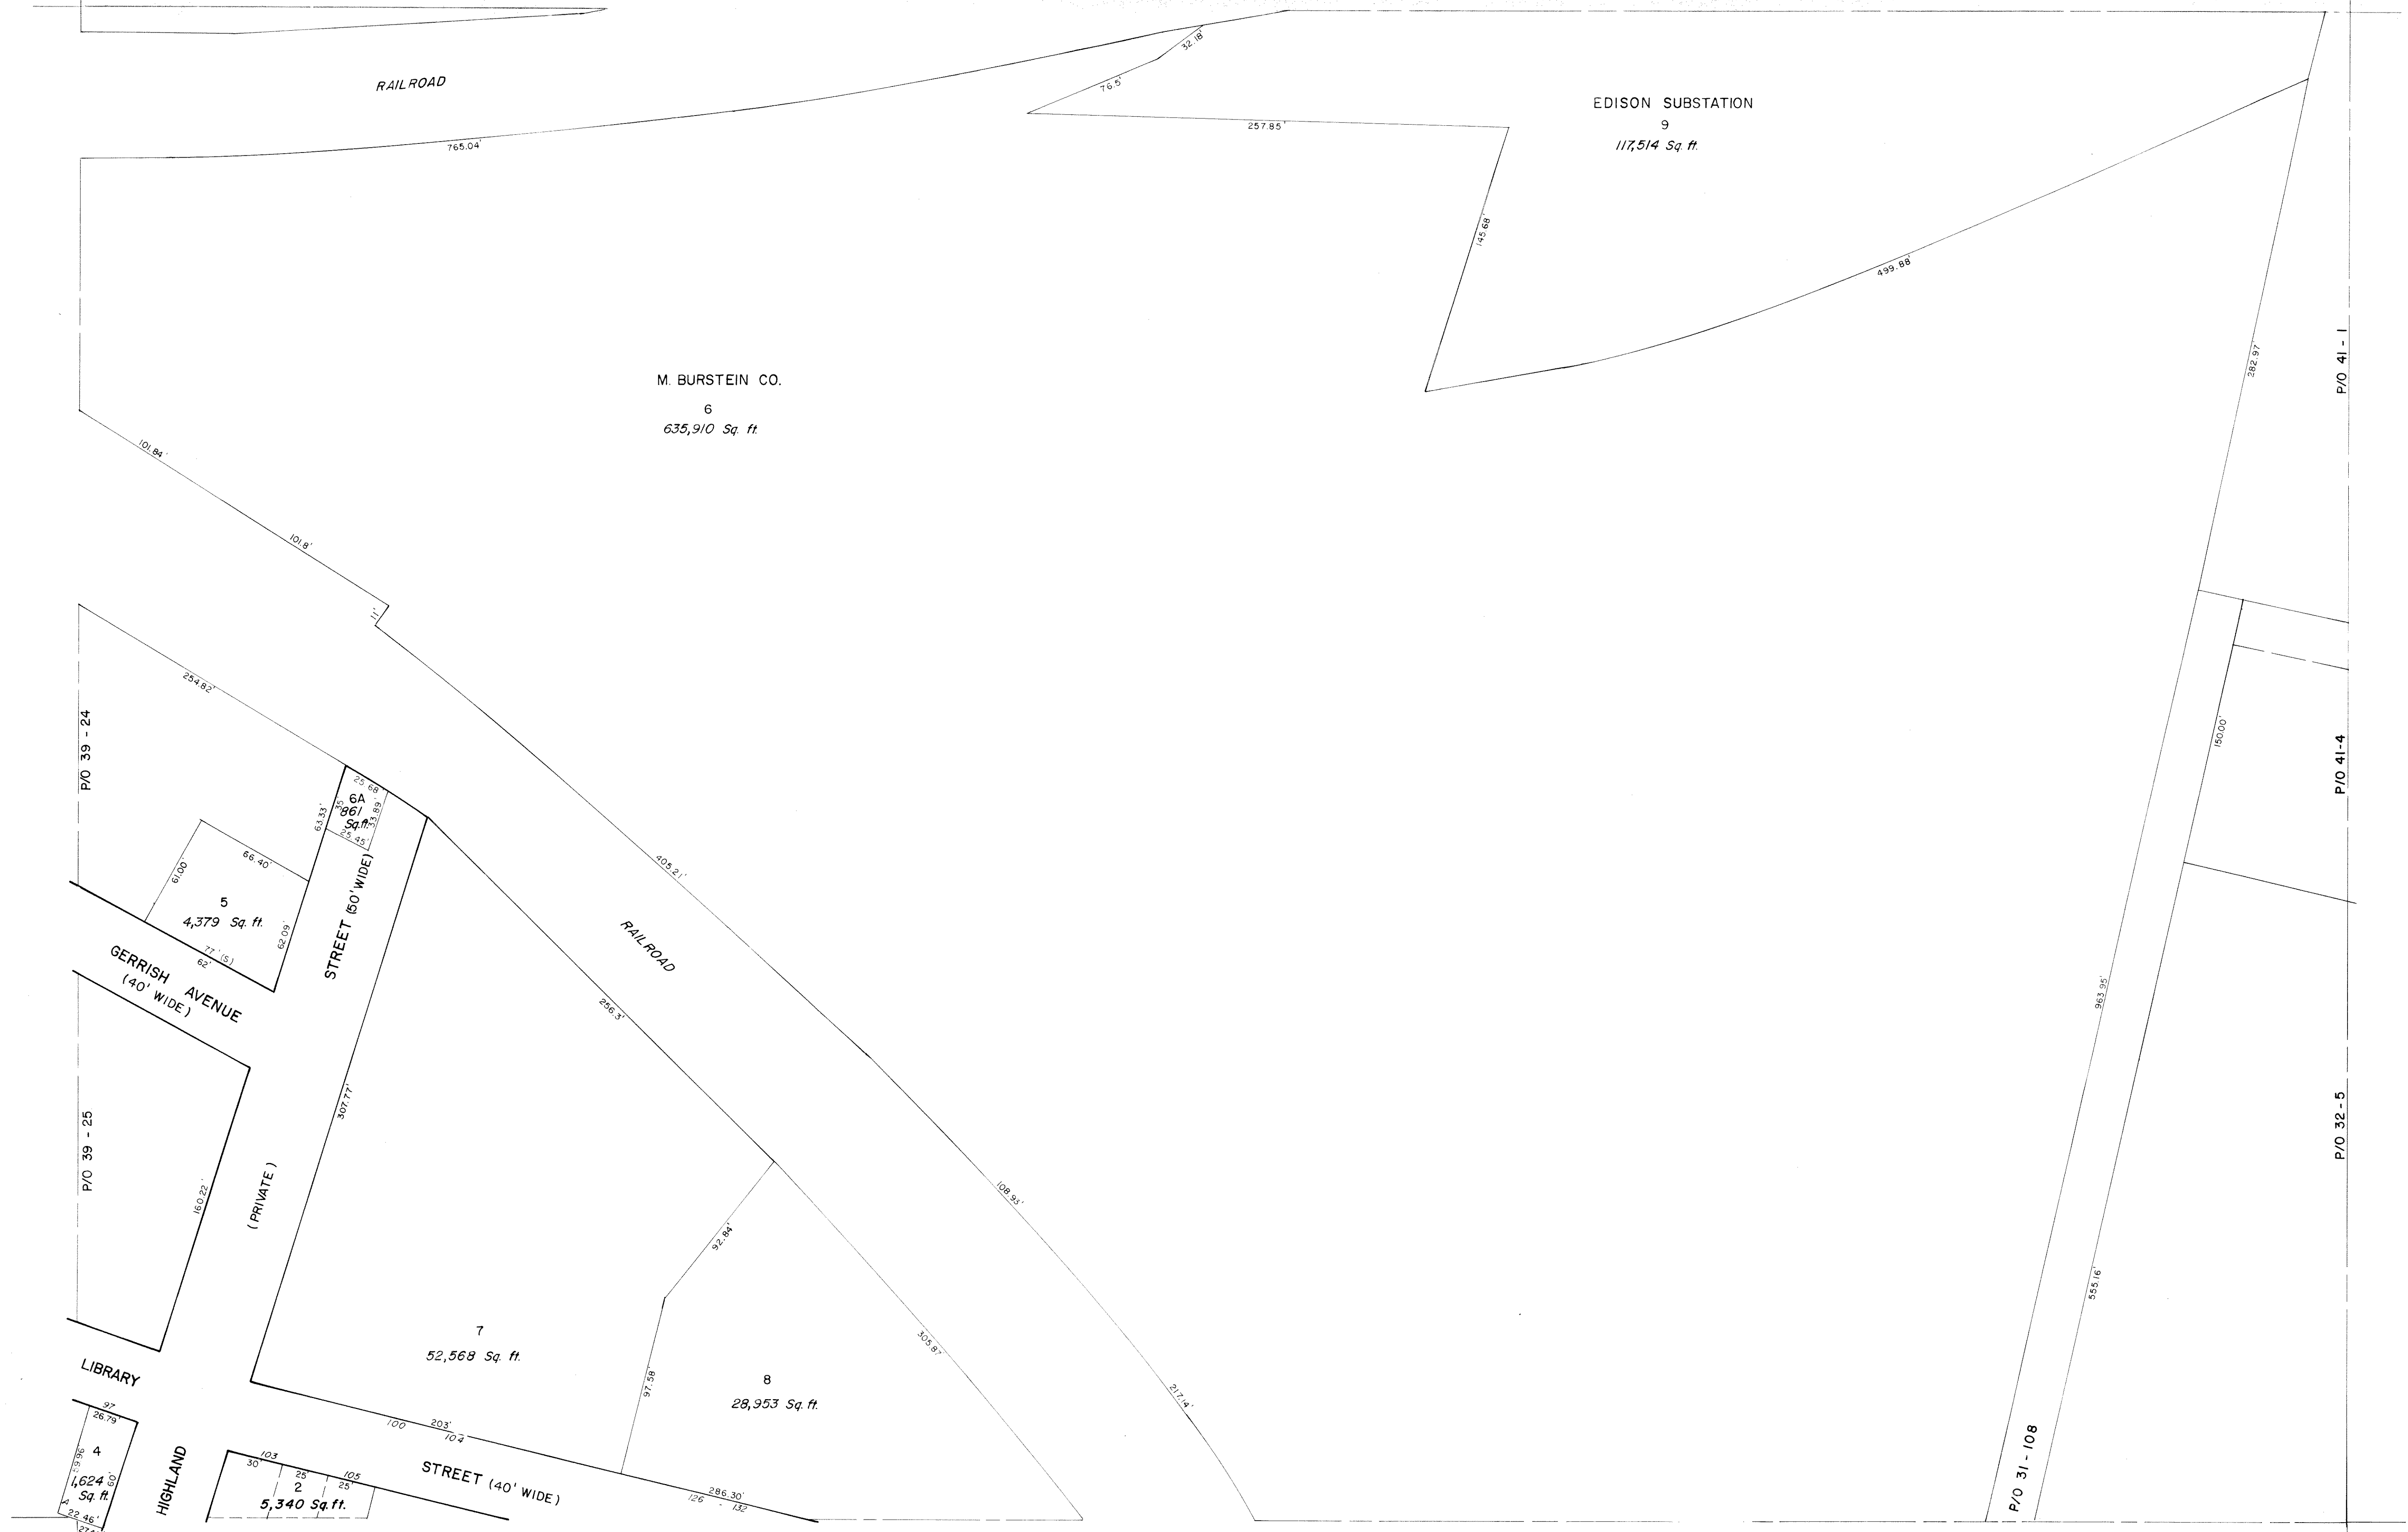 RAILROAD
32.18'
76.5'
EDISON SUBSTATION
9
117,514 Sq. ft.
257.85'
765.04'
145.68'
499.88'
282.97'
P/O 41 - 1
M. BURSTEIN CO.
6
635,910 Sq. ft.
101.84'
101.8'
11'
254.82'
P/O 39 - 24
25.68'
6A
861
Sq.ft.
35'
33.89'
25.45'
63.33'
150.00'
P/O 41-4
66.40'
61.00'
5
4,379 Sq. ft.
77' (S)
62'
62.09'
STREET (50' WIDE)
405.21'
RAILROAD
GERRISH AVENUE
(40' WIDE)
256.3'
963.95'
P/O 39 - 25
307.77'
160.22'
(PRIVATE)
108.93'
P/O 32 - 5
92.84'
555.16'
7
52,568 Sq. ft.
305.87'
97.58'
8
28,953 Sq. ft.
217.14'
LIBRARY
97
26.79'
4
59.96'
60'
1,624
Sq. ft.
22.46'
HIGHLAND
100
203'
104
103
30'
25'
105
25'
2
5,340 Sq. ft.
STREET (40' WIDE)
286.30'
126 - 132
P/O 31 - 108